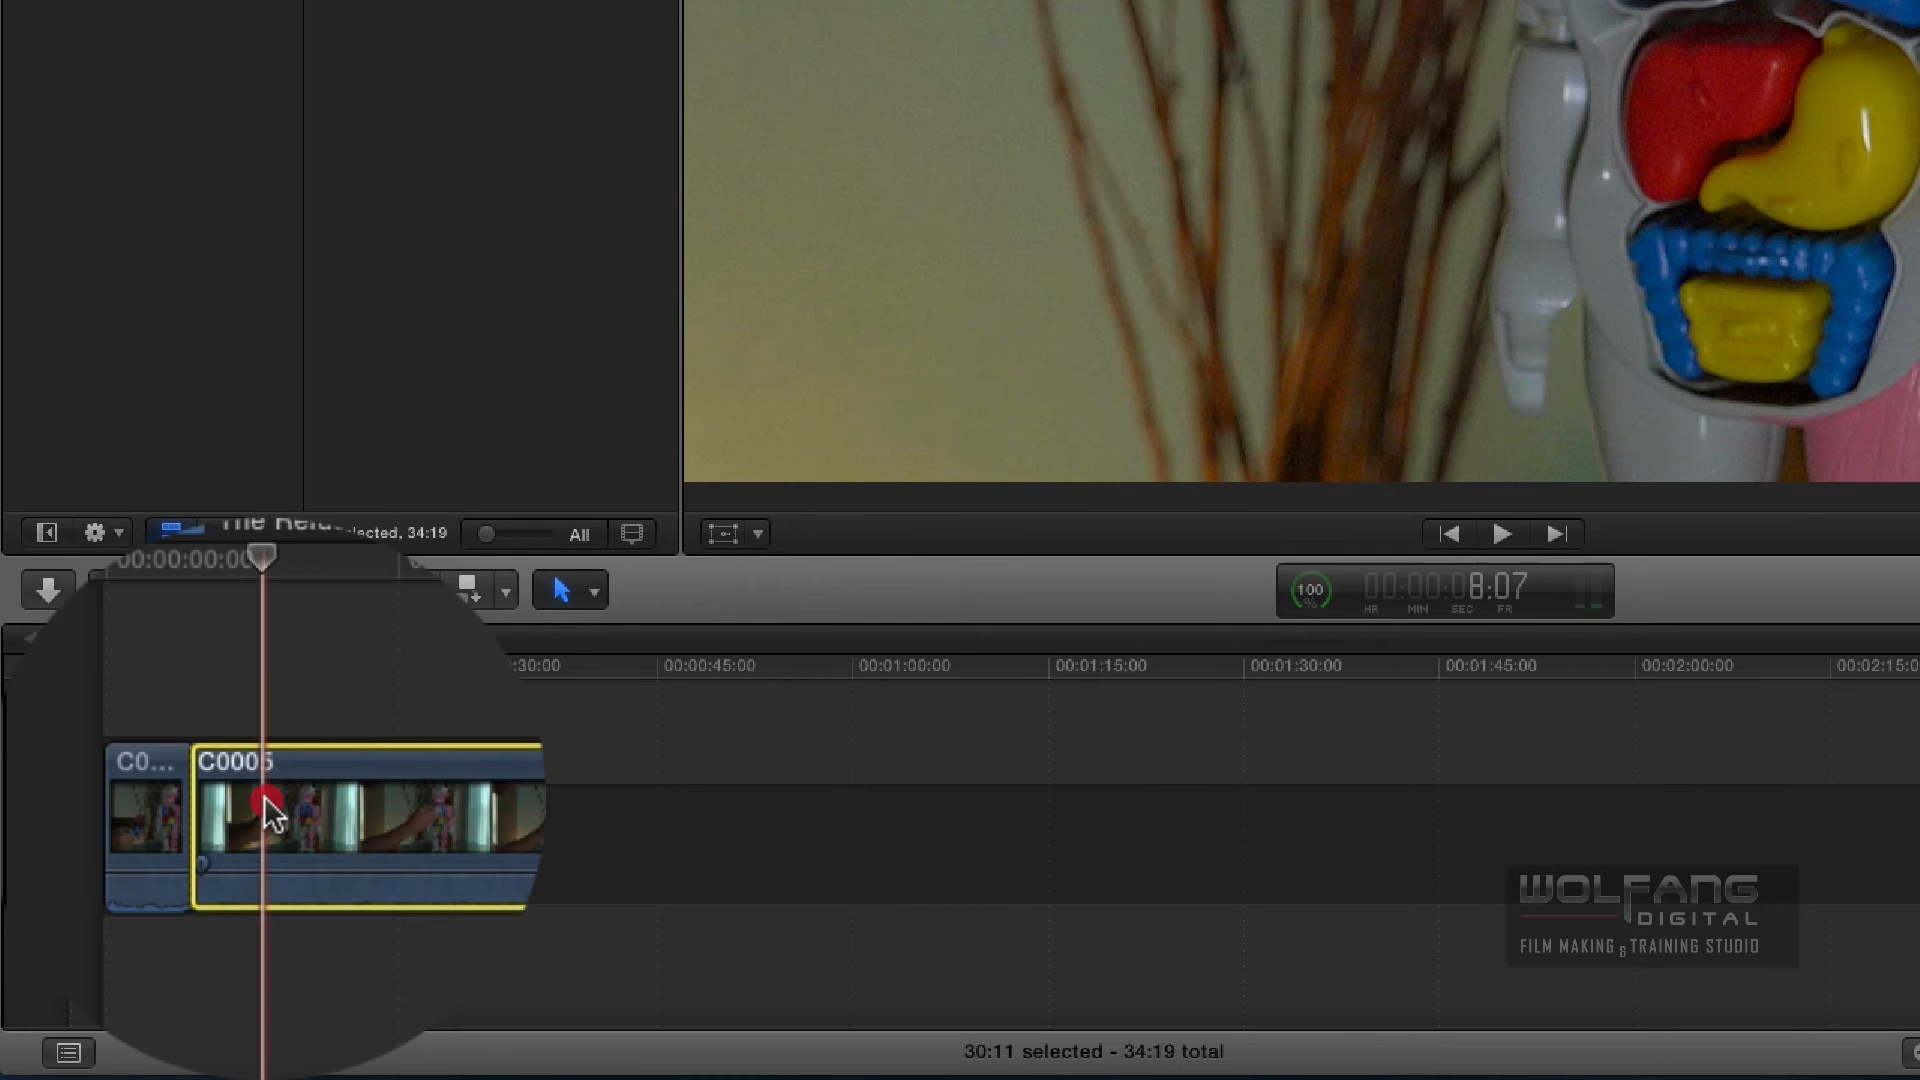 The
lected, 34:19
All
00:00:00:00
100
%
00:00:08:07
HR MIN SEC FR
:30:00
00:00:45:00
00:01:00:00
00:01:15:00
00:01:30:00
00:01:45:00
00:02:00:00
00:02:15:0
C0...
C0005
WOLFANG
DIGITAL
FILM MAKING & TRAINING STUDIO
30:11 selected - 34:19 total